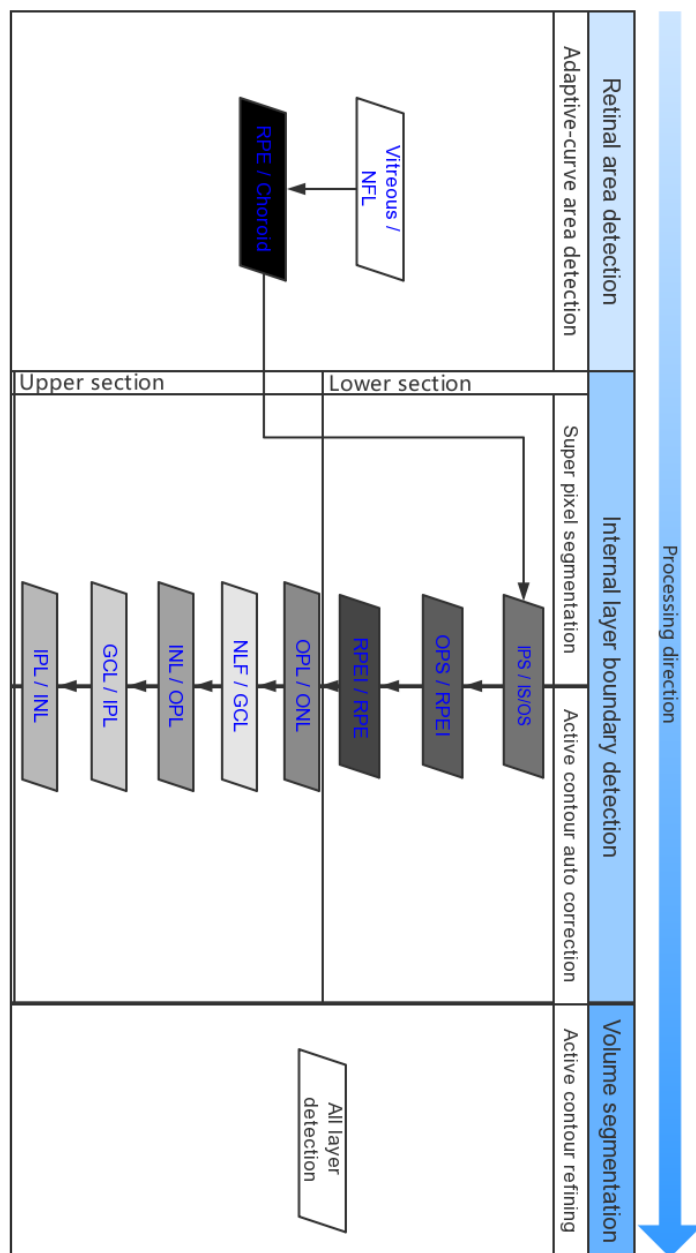 Processing direction
Retinal area detection
Adaptive-curve area detection
Vitreous /
NFL
RPE / Choroid
Internal layer boundary detection
Super pixel segmentation
Active contour auto correction
Lower section
Upper section
IPS / IS/OS
OPS / RPEI
RPEI / RPE
OPL / ONL
NLF / GCL
INL / OPL
GCL / IPL
IPL / INL
Volume segmentation
Active contour refining
All layer
detection